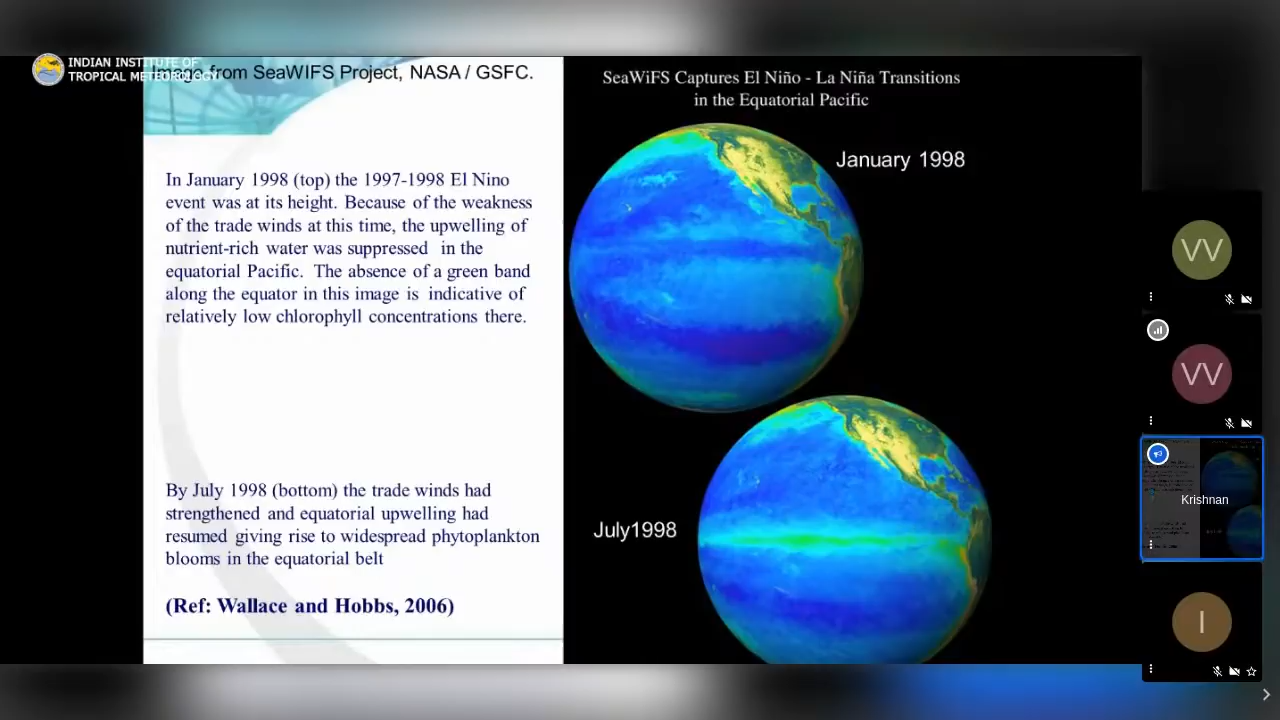 INDIAN INSTITUTE OF
TROPICAL METEOROLOGY
Image from SeaWIFS Project, NASA / GSFC.
In January 1998 (top) the 1997-1998 El Nino
event was at its height. Because of the weakness
of the trade winds at this time, the upwelling of
nutrient-rich water was suppressed in the
equatorial Pacific. The absence of a green band
along the equator in this image is indicative of
relatively low chlorophyll concentrations there.
By July 1998 (bottom) the trade winds had
strengthened and equatorial upwelling had
resumed giving rise to widespread phytoplankton
blooms in the equatorial belt
(Ref: Wallace and Hobbs, 2006)
SeaWiFS Captures El Niño - La Niña Transitions
in the Equatorial Pacific
January 1998
July1998
VV
VV
Krishnan
I